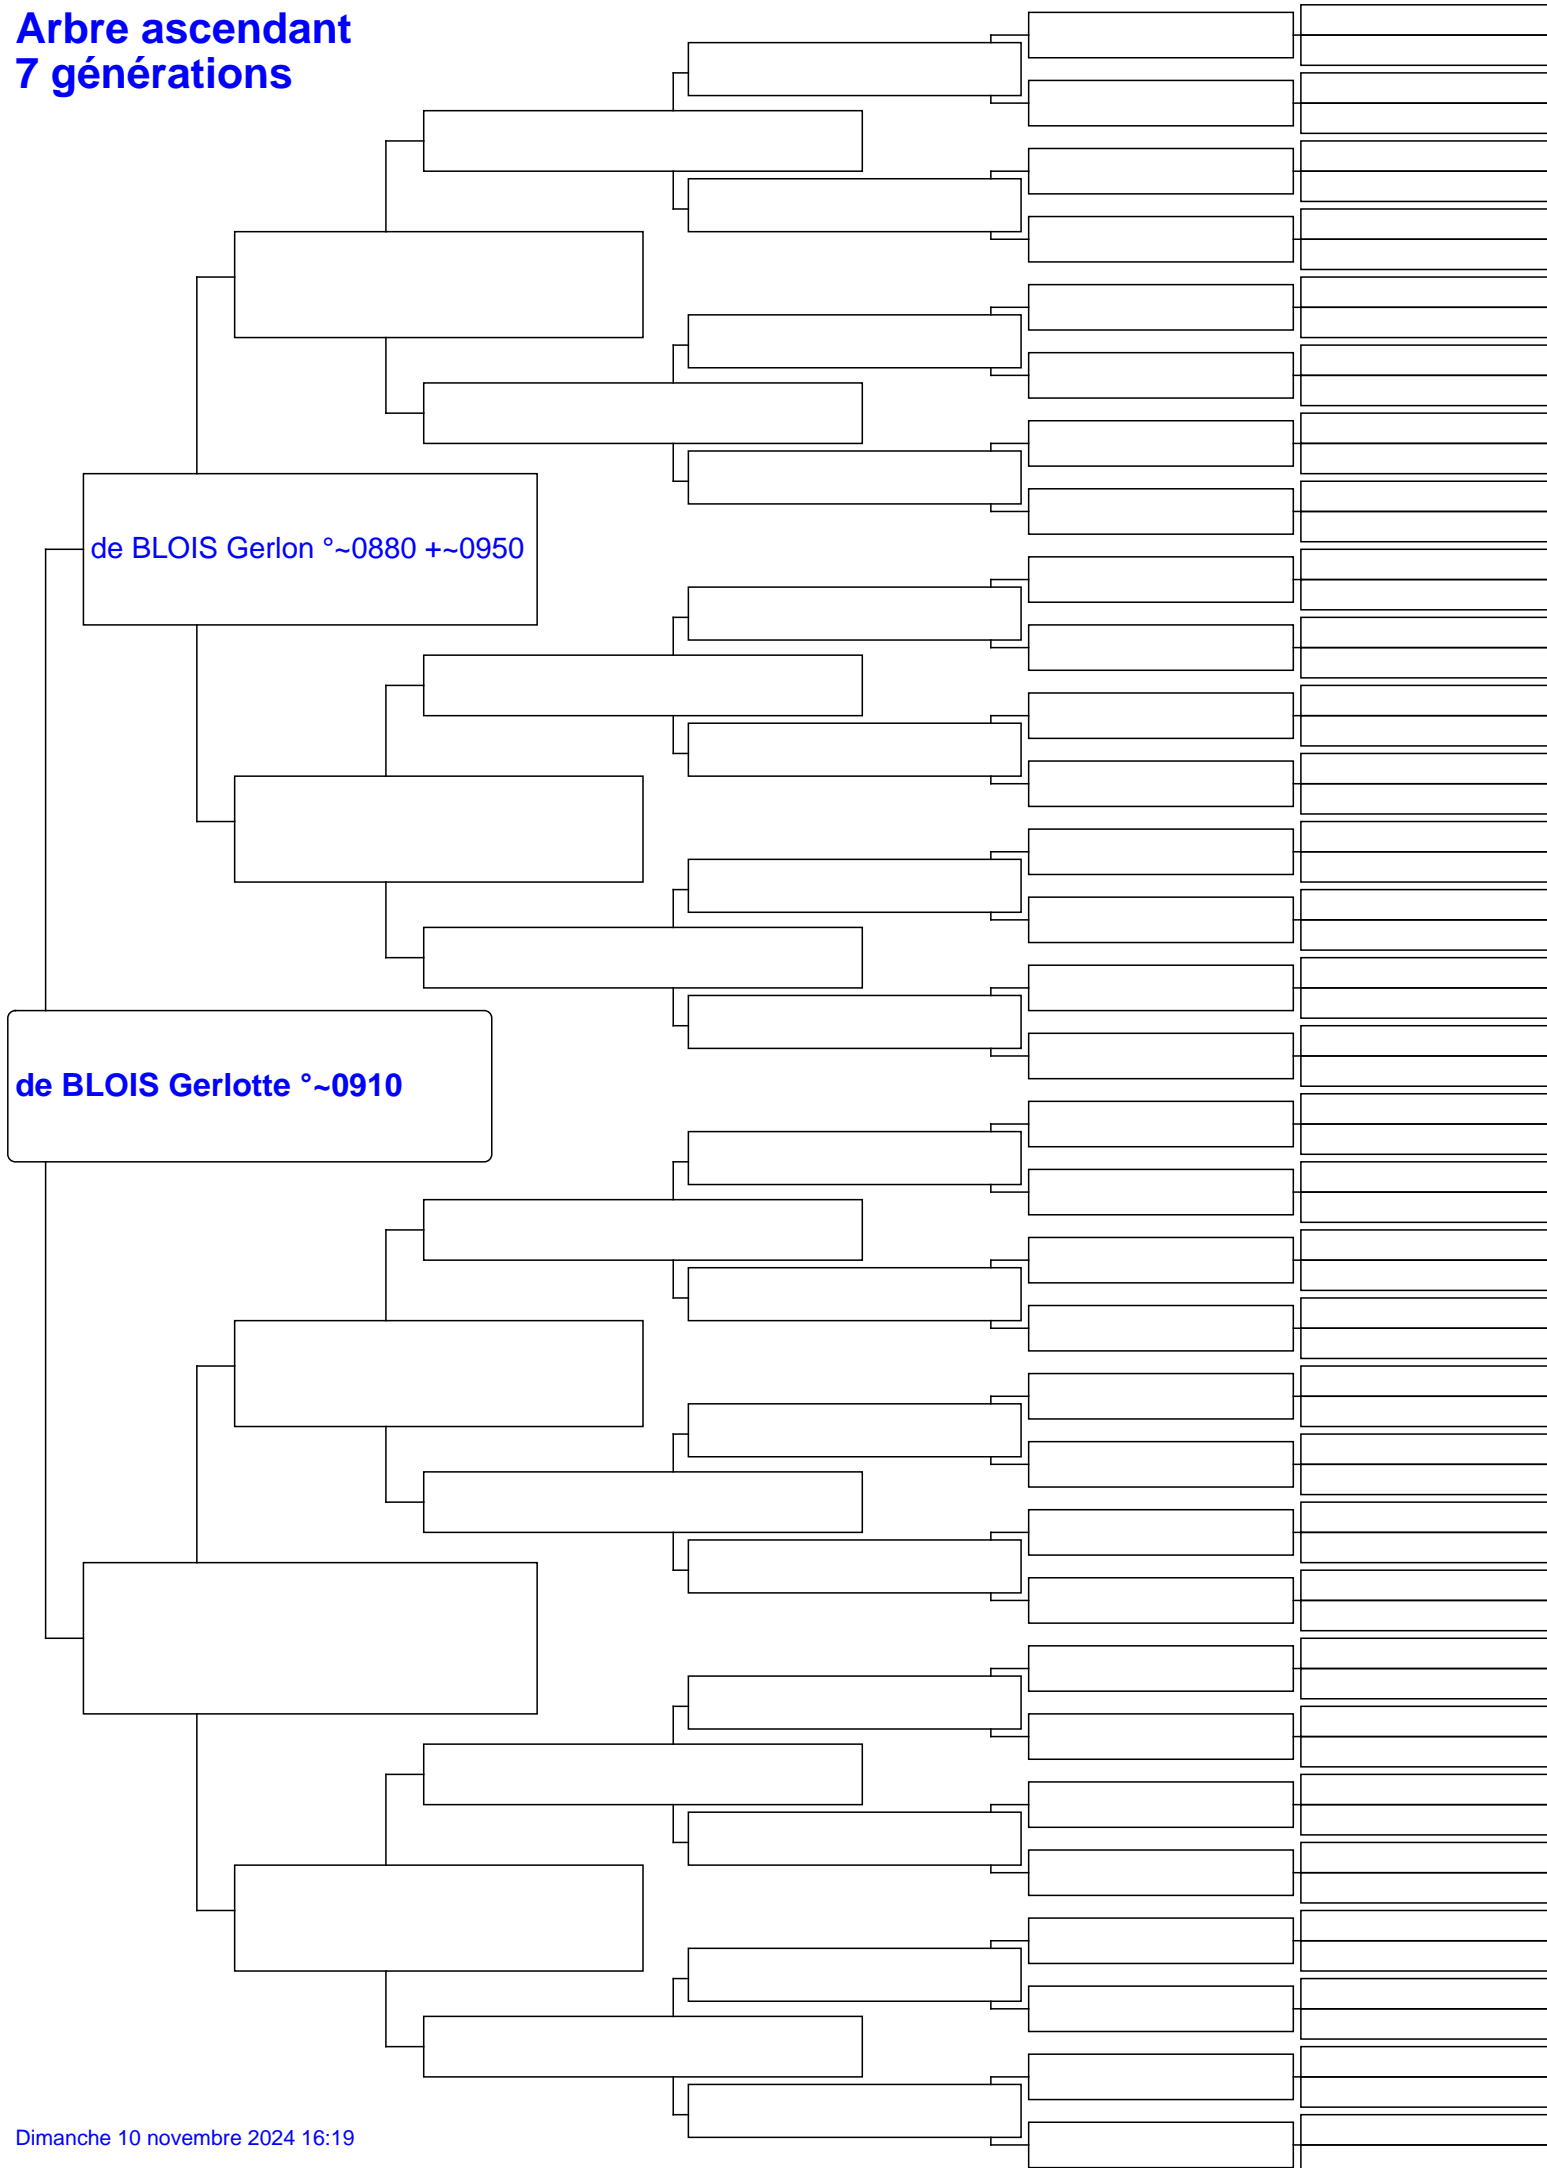 Arbre ascendant
7 générations
de BLOIS Gerlon °~0880 +~0950
de BLOIS Gerlotte °~0910
Dimanche 10 novembre 2024 16:19